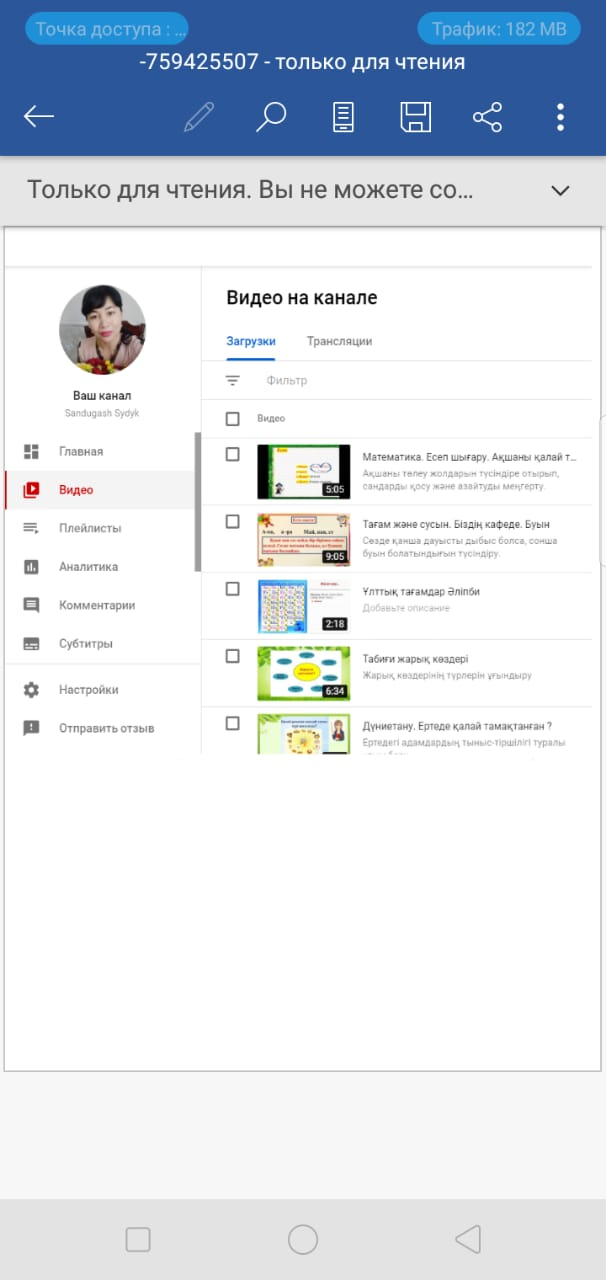 Точка доступа : ...
Трафик: 182 MB
-759425507 - только для чтения
Только для чтения. Вы не можете со...
Ваш канал
Sandugash Sydyk
Главная
Видео
Плейлисты
Аналитика
Комментарии
Субтитры
Настройки
Отправить отзыв
Видео на канале
Загрузки
Трансляции
Фильтр
Видео
5:05
Математика. Есеп шығару. Ақшаны қалай т...
Ақшаны төлеу жолдарын түсіндіре отырып,
сандарды қосу және азайтуды меңгерту.
9:05
Тағам және сусын. Біздің кафеде. Буын
Сөзде қанша дауысты дыбыс болса, сонша
буын болатындығын түсіндіру.
2:18
Ұлттық тағамдар Әліпби
Добавьте описание
6:34
Табиғи жарық көздері
Жарық көздерінің түрлерін ұғындыру
Дүниетану. Ертеде қалай тамақтанған ?
Ертедегі адамдардың тыныс-тіршілігі туралы